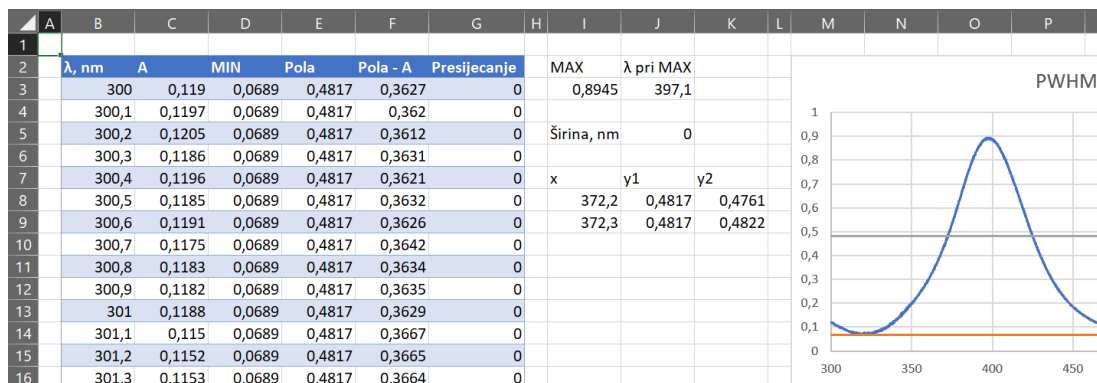 A B C D E F G H I J K L M N O P
1
2 λ, nm A MIN Pola Pola - A Presijecanje MAX λ pri MAX
3 300 0,119 0,0689 0,4817 0,3627 0 0,8945 397,1
4 300,1 0,1197 0,0689 0,4817 0,362 0
5 300,2 0,1205 0,0689 0,4817 0,3612 0 Širina, nm 0
6 300,3 0,1186 0,0689 0,4817 0,3631 0
7 300,4 0,1196 0,0689 0,4817 0,3621 0 x y1 y2
8 300,5 0,1185 0,0689 0,4817 0,3632 0 372,2 0,4817 0,4761
9 300,6 0,1191 0,0689 0,4817 0,3626 0 372,3 0,4817 0,4822
10 300,7 0,1175 0,0689 0,4817 0,3642 0
11 300,8 0,1183 0,0689 0,4817 0,3634 0
12 300,9 0,1182 0,0689 0,4817 0,3635 0
13 301 0,1188 0,0689 0,4817 0,3629 0
14 301,1 0,115 0,0689 0,4817 0,3667 0
15 301,2 0,1152 0,0689 0,4817 0,3665 0
16 301,3 0,1153 0,0689 0,4817 0,3664 0
PWHM
1
0,9
0,8
0,7
0,6
0,5
0,4
0,3
0,2
0,1
0
300 350 400 450